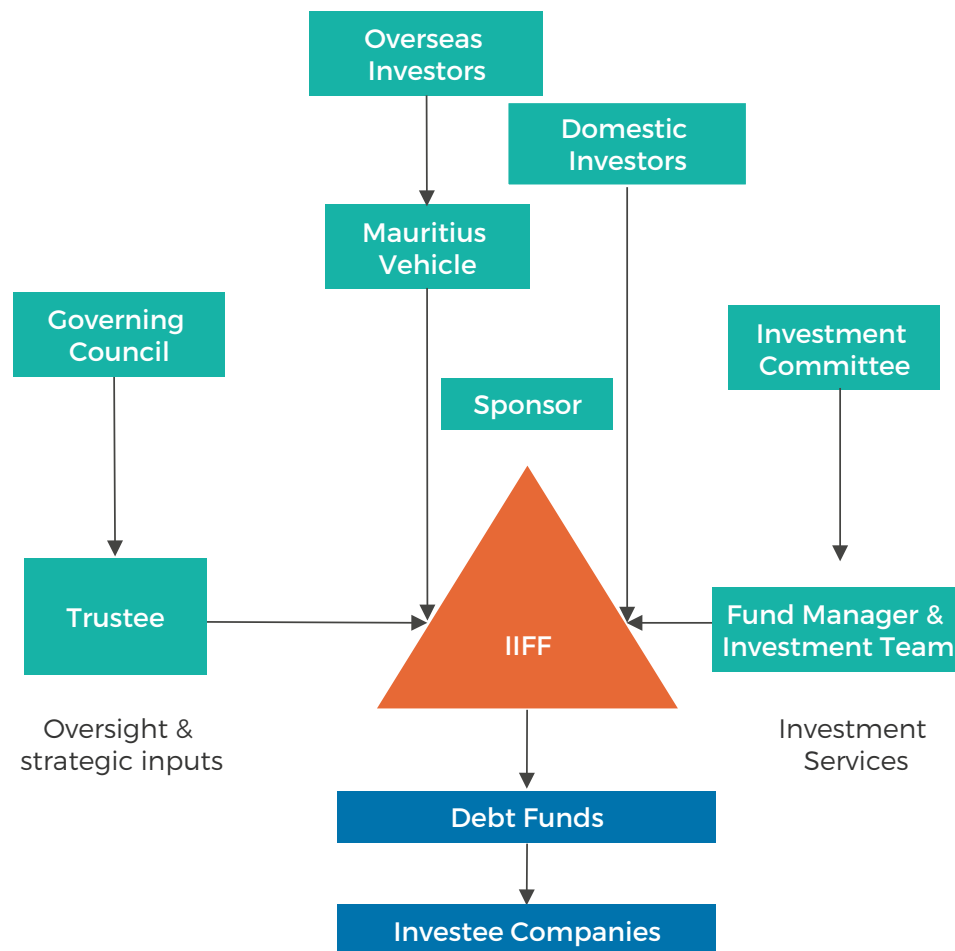 Overseas
Investors
Domestic
Investors
Mauritius
Vehicle
Governing
Council
Investment
Committee
Sponsor
Trustee
IIFF
Fund Manager &
Investment Team
Oversight &
strategic inputs
Investment
Services
Debt Funds
Investee Companies